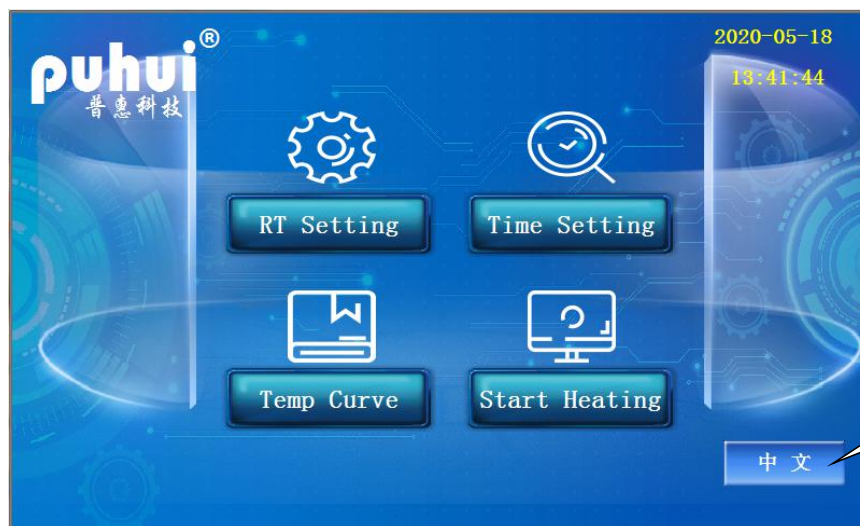 puhui®
普惠科技
2020-05-18
13:41:44
RT Setting
Time Setting
Temp Curve
Start Heating
中文